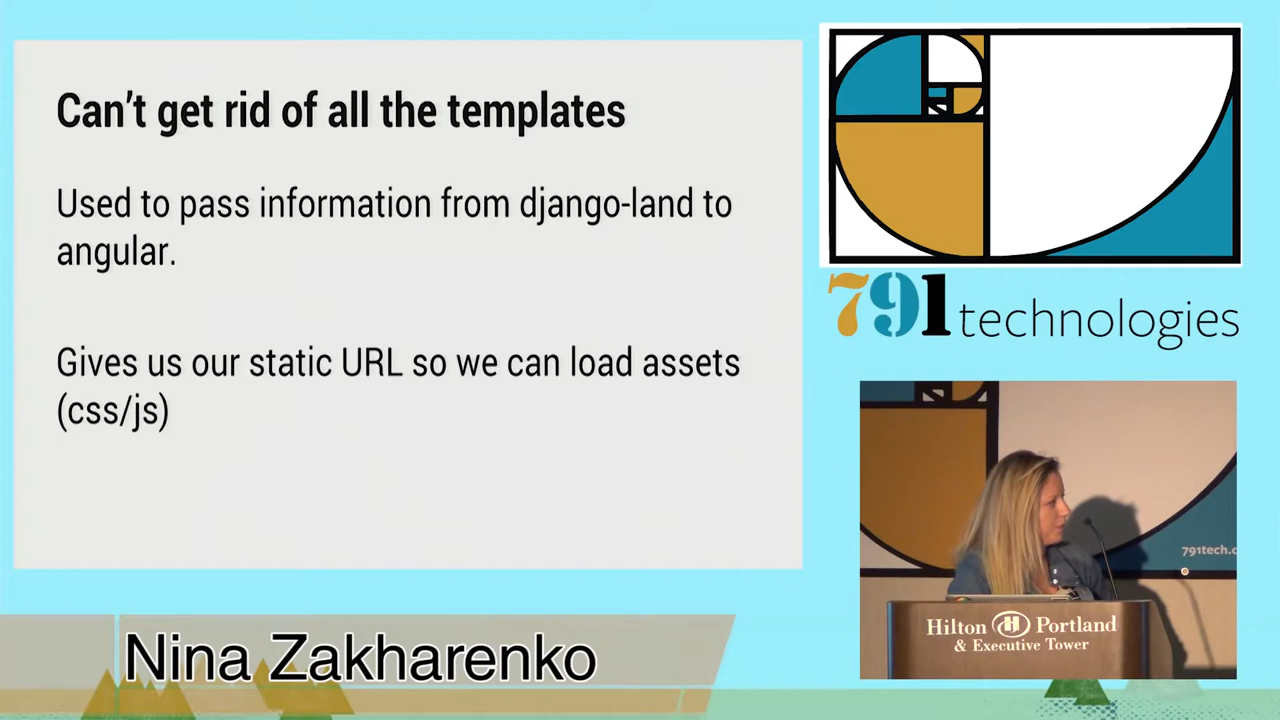 Can't get rid of all the templates
Used to pass information from django-land to
angular.
Gives us our static URL so we can load assets
(css/js)
791 technologies
791tech.c
Hilton Portland
& Executive Tower
Nina Zakharenko